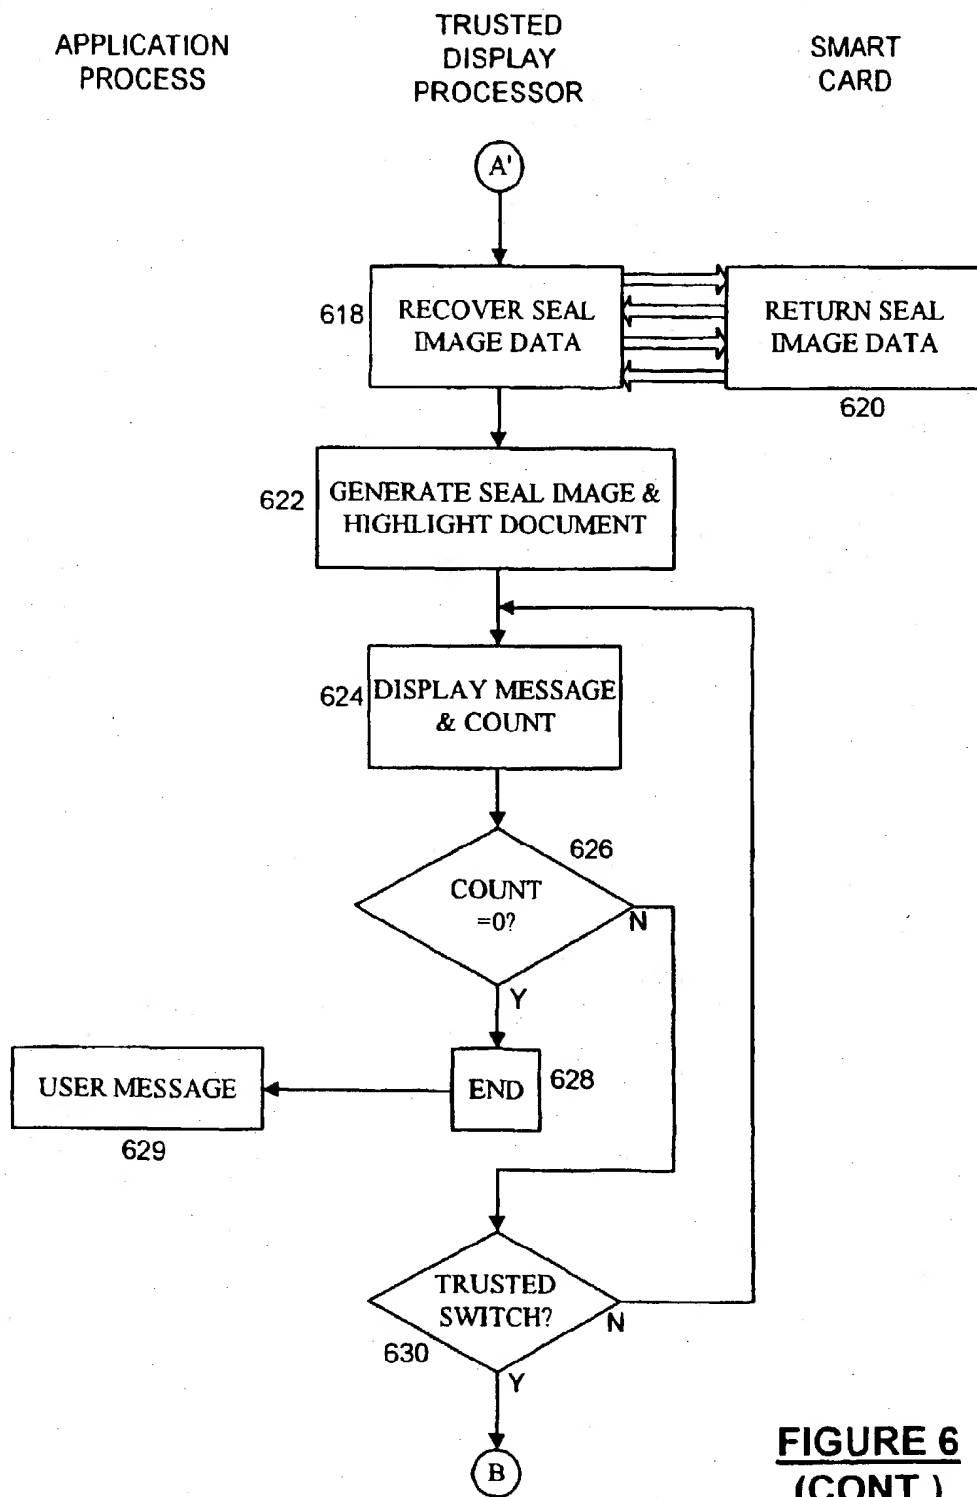 APPLICATION
PROCESS
TRUSTED
DISPLAY
PROCESSOR
SMART
CARD
A'
618
RECOVER SEAL
IMAGE DATA
RETURN SEAL
IMAGE DATA
620
622
GENERATE SEAL IMAGE &
HIGHLIGHT DOCUMENT
624
DISPLAY MESSAGE
& COUNT
626
COUNT
=0?
N
Y
USER MESSAGE
629
END
628
TRUSTED
SWITCH?
N
630
Y
B
FIGURE 6
(CONT.)